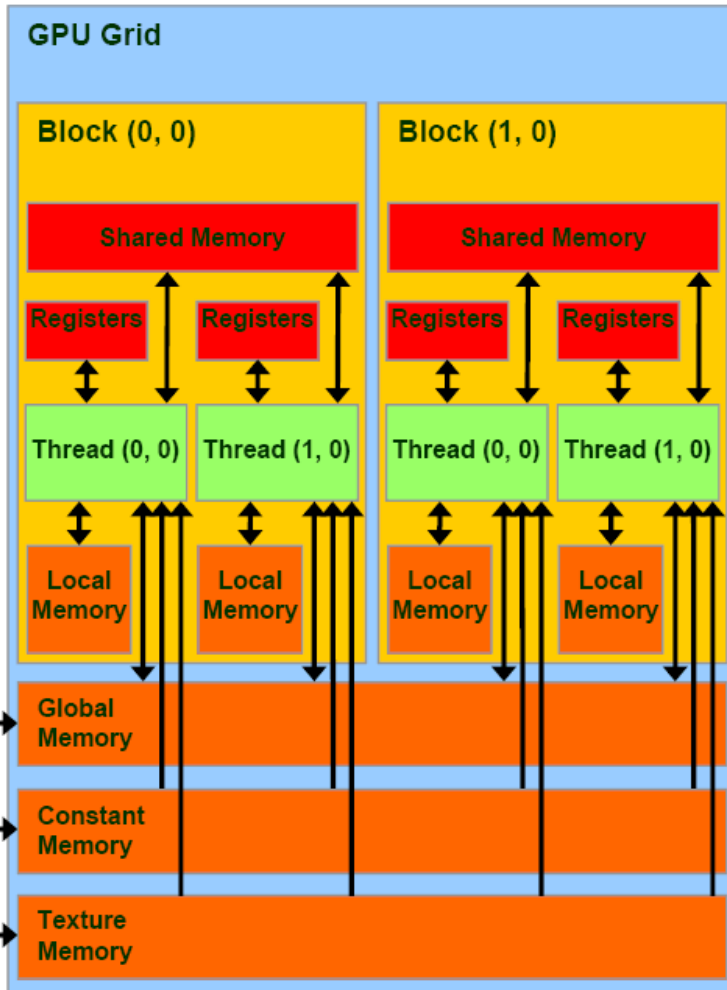 GPU Grid
Block (0, 0)
Block (1, 0)
Shared Memory
Shared Memory
Registers
Registers
Registers
Registers
Thread (0, 0)
Thread (1, 0)
Thread (0, 0)
Thread (1, 0)
Local
Memory
Local
Memory
Local
Memory
Local
Memory
Global
Memory
Constant
Memory
Texture
Memory